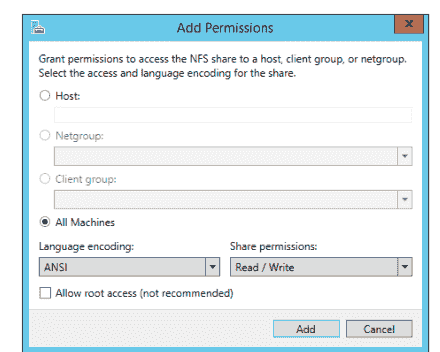 Add Permissions
x
Grant permissions to access the NFS share to a host, client group, or netgroup.
Select the access and language encoding for the share.
Host:
Netgroup:
Client group:
All Machines
Language encoding: Share permissions:
ANSI Read / Write
Allow root access (not recommended)
Add Cancel